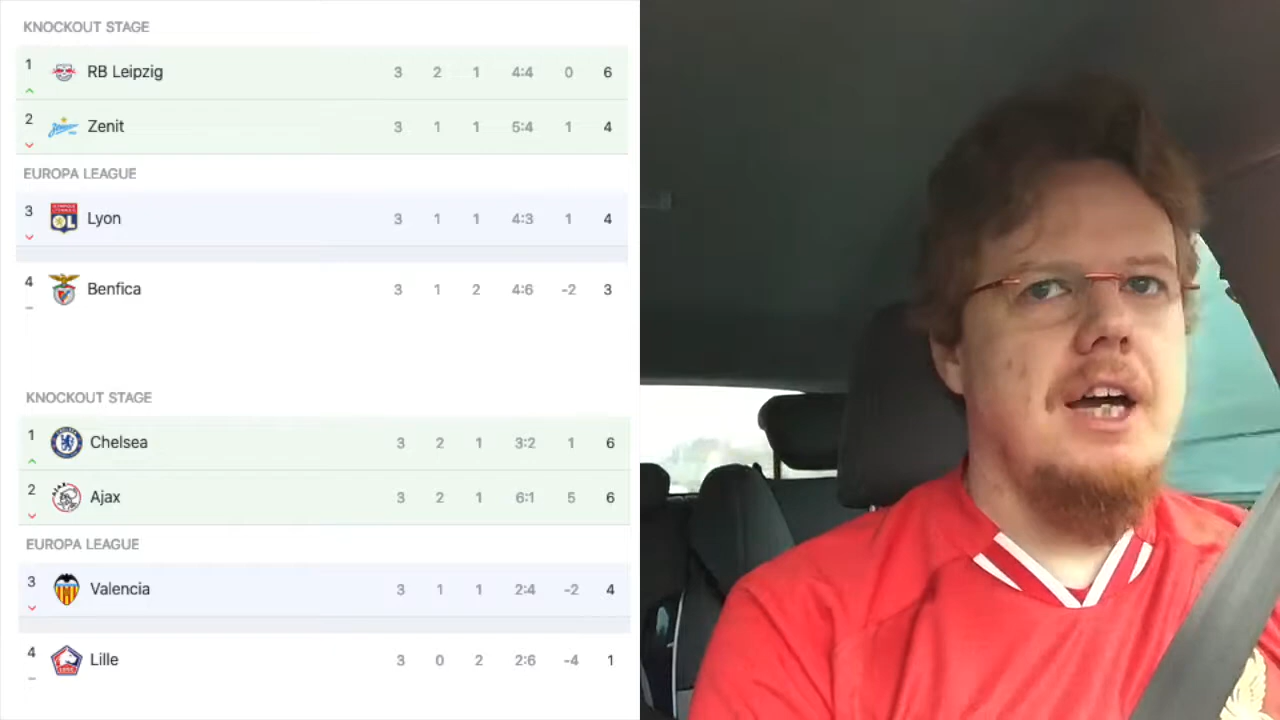 KNOCKOUT STAGE
1 RB Leipzig 3 2 1 4:4 0 6
2 Zenit 3 1 1 5:4 1 4
EUROPA LEAGUE
3 Lyon 3 1 1 4:3 1 4
4 Benfica 3 1 2 4:6 -2 3
KNOCKOUT STAGE
1 Chelsea 3 2 1 3:2 1 6
2 Ajax 3 2 1 6:1 5 6
EUROPA LEAGUE
3 Valencia 3 1 1 2:4 -2 4
4 Lille 3 0 2 2:6 -4 1